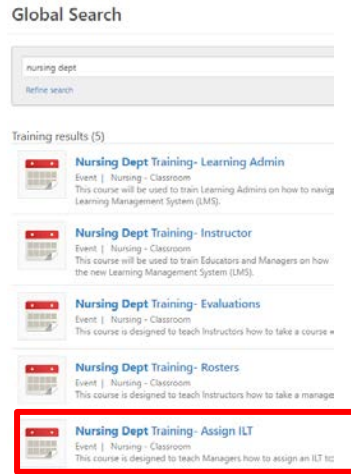 Global Search
nursing dept
Refine search
Training results (5)
Nursing Dept Training- Learning Admin
Event | Nursing - Classroom
This course will be used to train Learning Admins on how to navig
Learning Management System (LMS).
Nursing Dept Training- Instructor
Event | Nursing - Classroom
This course will be used to train Educators and Managers on how
the new Learning Management System (LMS).
Nursing Dept Training- Evaluations
Event | Nursing - Classroom
This course is designed to teach Instructors how to take a course
Nursing Dept Training- Rosters
Event | Nursing - Classroom
This course is designed to teach Instructors how to take a manage
Nursing Dept Training- Assign ILT
Event | Nursing - Classroom
This course is designed to teach Managers how to assign an ILT to